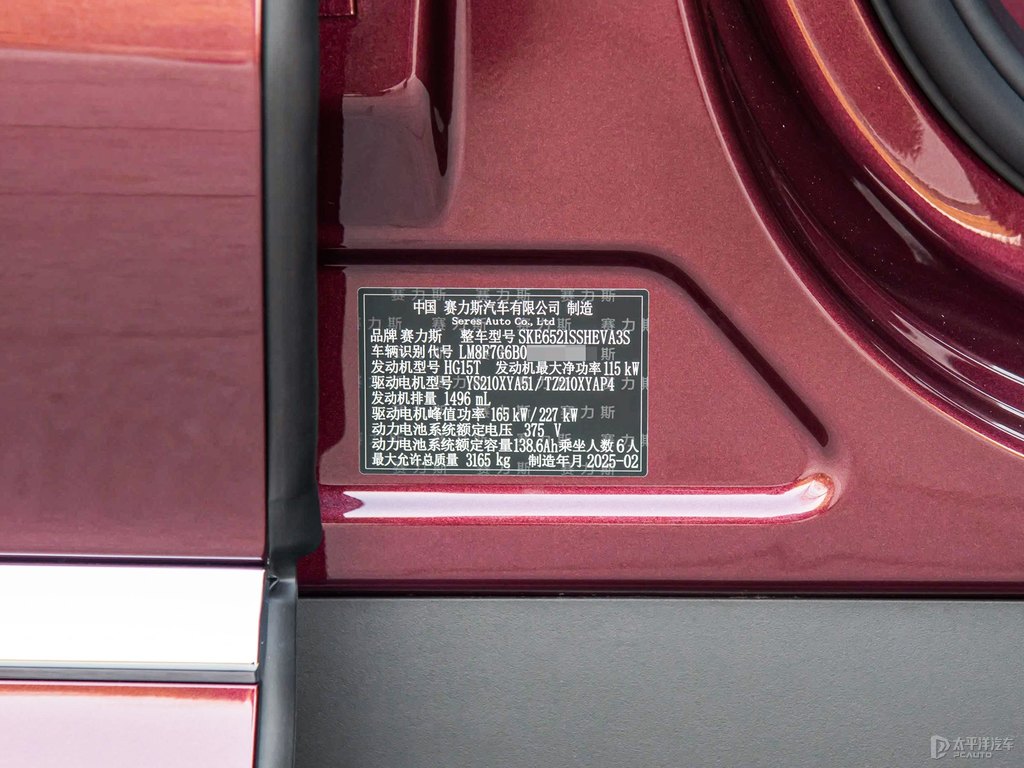 中国 赛力斯汽车有限公司 制造
Seres Auto Co., Ltd
品牌 赛力斯 整车型号 SKE6521SSHEVA3S
车辆识别代号 LM8F7G6B0
发动机型号 HG15T 发动机最大净功率 115 kW
驱动电机型号 YS210XYA51 / TZ210XYAP4
发动机排量 1496 mL
驱动电机峰值功率 165 kW / 227 kW
动力电池系统额定电压 375 V
动力电池系统额定容量138.6Ah乘坐人数 6 人
最大允许总质量 3165 kg 制造年月 2025-02
太平洋汽车
PCAUTO